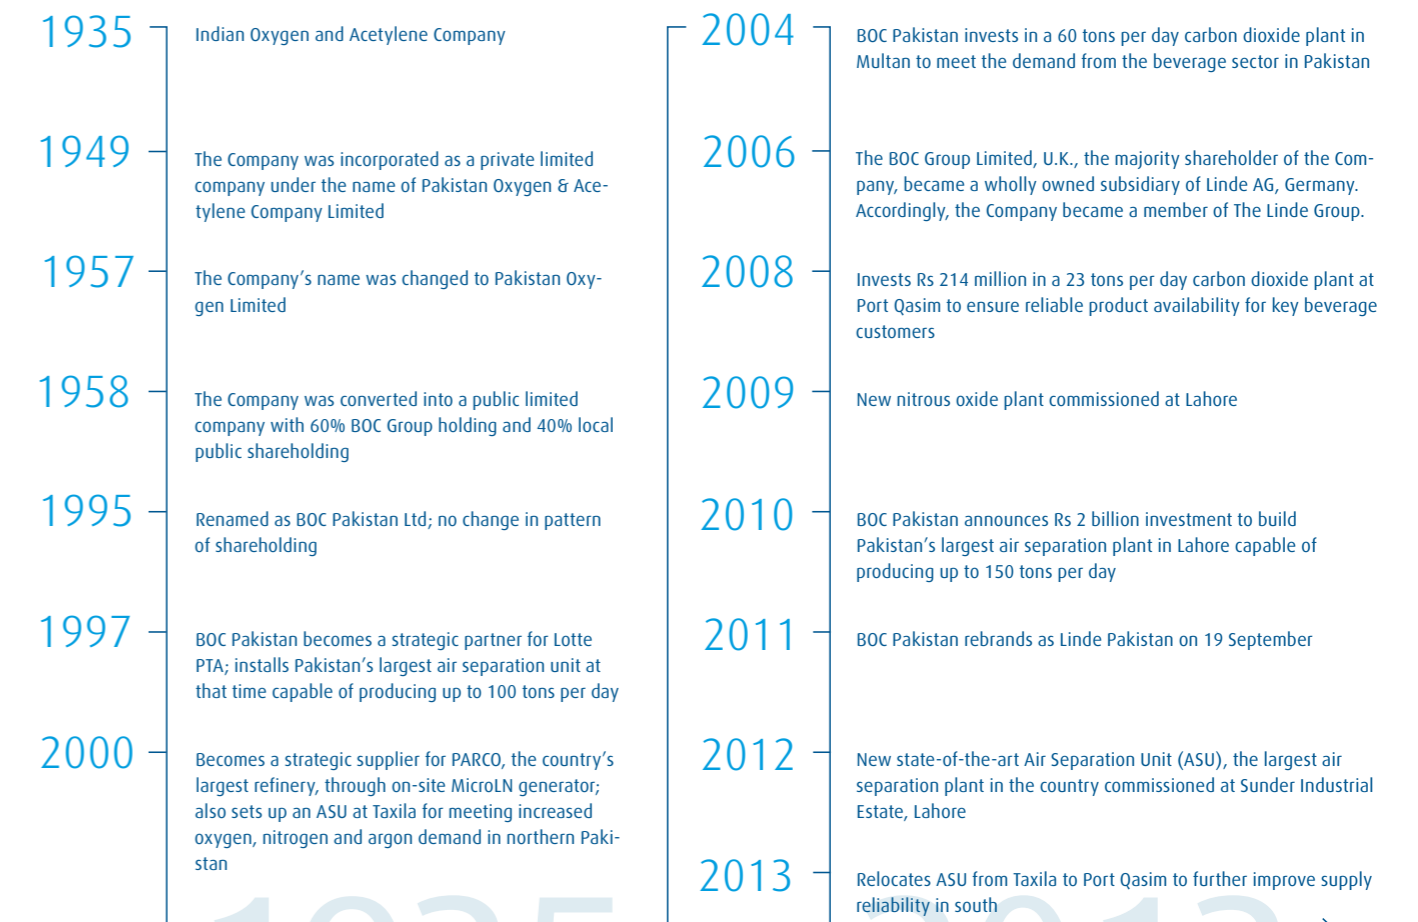 1935
Indian Oxygen and Acetylene Company
1949
The Company was incorporated as a private limited
company under the name of Pakistan Oxygen & Ace-
tylene Company Limited
1957
The Company's name was changed to Pakistan Oxy-
gen Limited
1958
The Company was converted into a public limited
company with 60% BOC Group holding and 40% local
public shareholding
1995
Renamed as BOC Pakistan Ltd; no change in pattern
of shareholding
1997
BOC Pakistan becomes a strategic partner for Lotte
PTA; installs Pakistan's largest air separation unit at
that time capable of producing up to 100 tons per day
2000
Becomes a strategic supplier for PARCO, the country's
largest refinery, through on-site MicroLN generator;
also sets up an ASU at Taxila for meeting increased
oxygen, nitrogen and argon demand in northern Paki-
stan
1935
2004
BOC Pakistan invests in a 60 tons per day carbon dioxide plant in
Multan to meet the demand from the beverage sector in Pakistan
2006
The BOC Group Limited, U.K., the majority shareholder of the Com-
pany, became a wholly owned subsidiary of Linde AG, Germany.
Accordingly, the Company became a member of The Linde Group.
2008
Invests Rs 214 million in a 23 tons per day carbon dioxide plant at
Port Qasim to ensure reliable product availability for key beverage
customers
2009
New nitrous oxide plant commissioned at Lahore
2010
BOC Pakistan announces Rs 2 billion investment to build
Pakistan's largest air separation plant in Lahore capable of
producing up to 150 tons per day
2011
BOC Pakistan rebrands as Linde Pakistan on 19 September
2012
New state-of-the-art Air Separation Unit (ASU), the largest air
separation plant in the country commissioned at Sunder Industrial
Estate, Lahore
2013
Relocates ASU from Taxila to Port Qasim to further improve supply
reliability in south